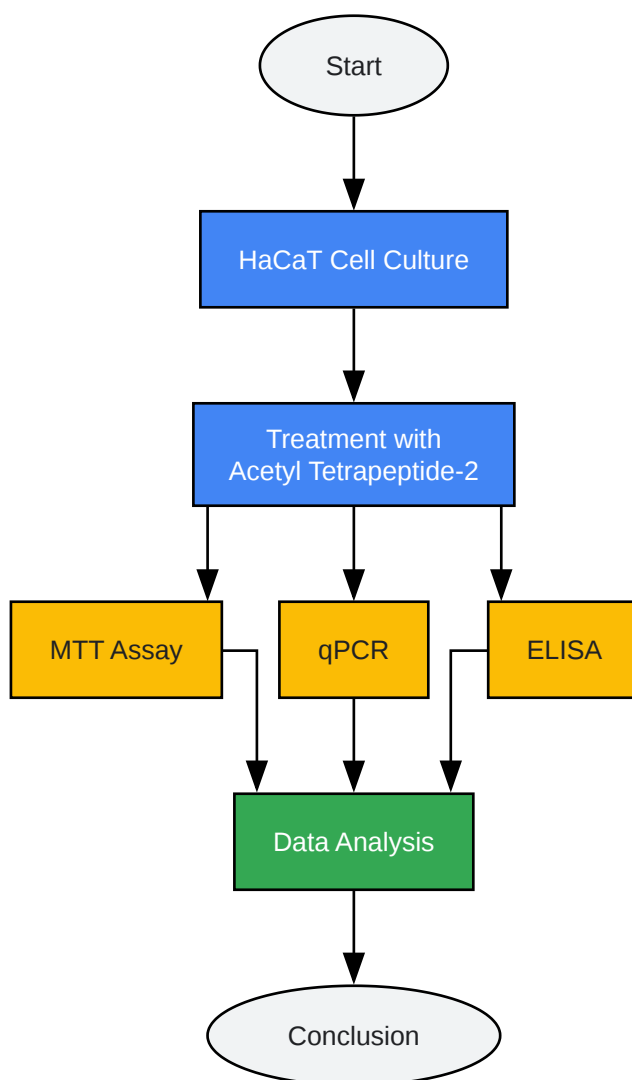 Start
HaCaT Cell Culture
Treatment with
Acetyl Tetrapeptide-2
MTT Assay
qPCR
ELISA
Data Analysis
Conclusion